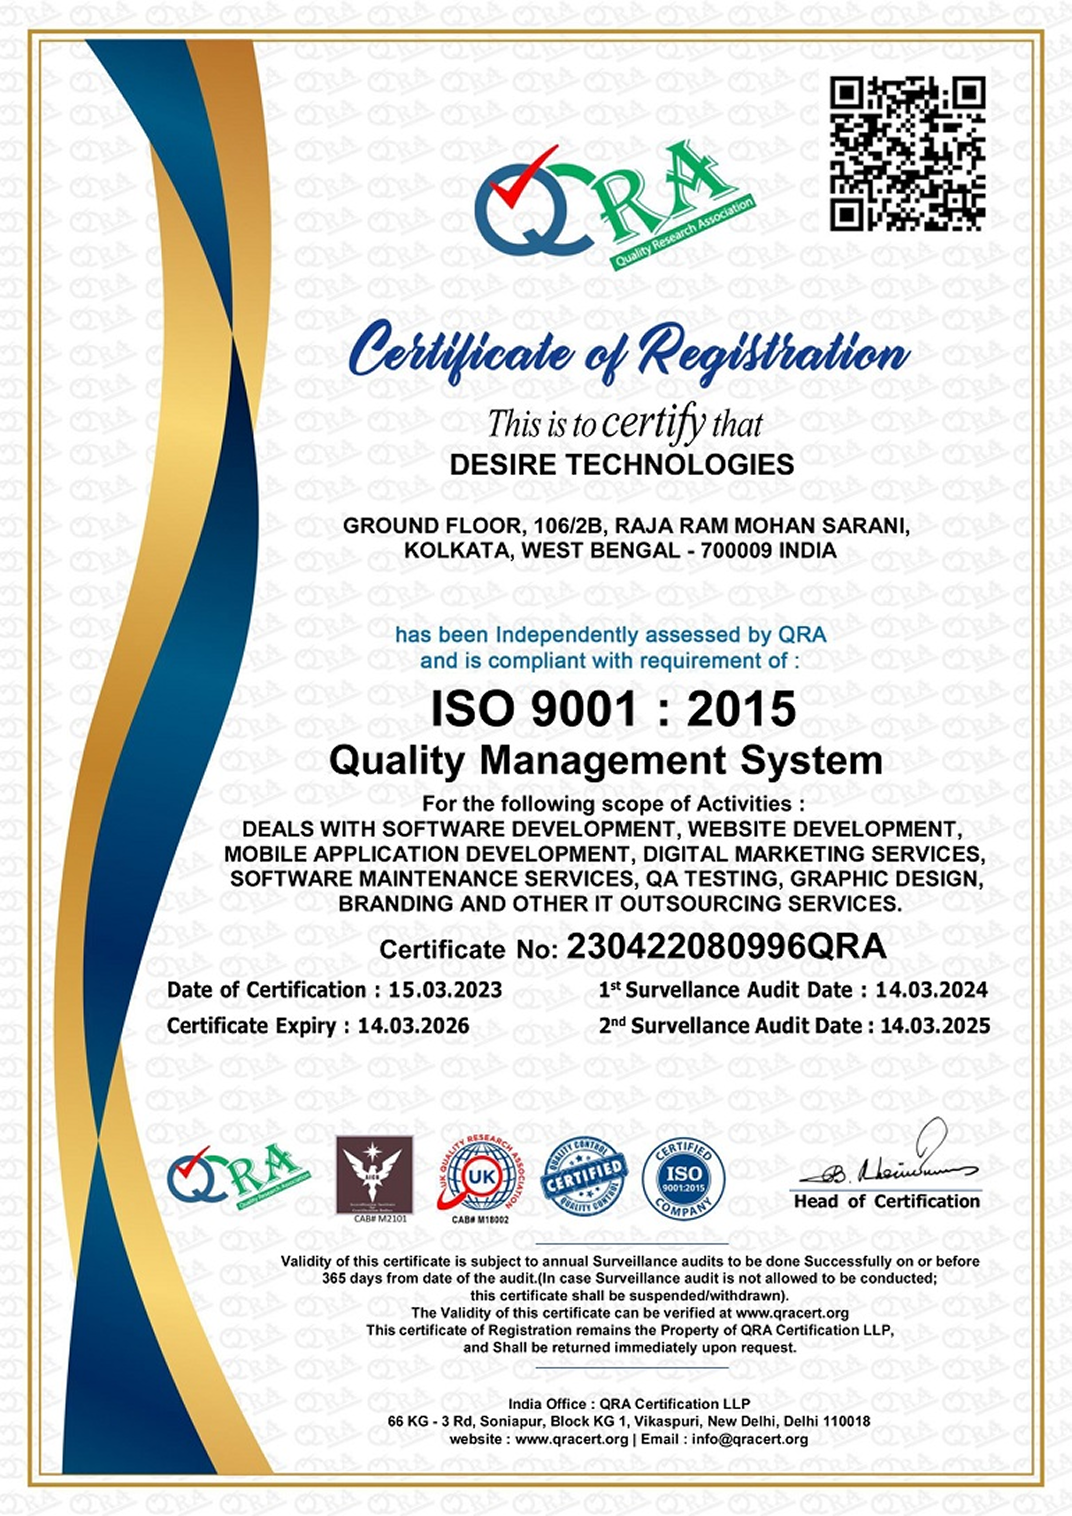 QRA
Quality Research Association
Certificate of Registration
This is to certify that
DESIRE TECHNOLOGIES
GROUND FLOOR, 106/2B, RAJA RAM MOHAN SARANI,
KOLKATA, WEST BENGAL - 700009 INDIA
has been Independently assessed by QRA
and is compliant with requirement of :
ISO 9001 : 2015
Quality Management System
For the following scope of Activities :
DEALS WITH SOFTWARE DEVELOPMENT, WEBSITE DEVELOPMENT,
MOBILE APPLICATION DEVELOPMENT, DIGITAL MARKETING SERVICES,
SOFTWARE MAINTENANCE SERVICES, QA TESTING, GRAPHIC DESIGN,
BRANDING AND OTHER IT OUTSOURCING SERVICES.
Certificate No: 230422080996QRA
Date of Certification : 15.03.2023
1st Survellance Audit Date : 14.03.2024
Certificate Expiry : 14.03.2026
2nd Survellance Audit Date : 14.03.2025
QRA
Quality Research Association
CAB# M2101
UK QUALITY RESEARCH ASSOCIATION
UK
CAB# M18002
QUALITY CONTROL
CERTIFIED
QUALITY CONTROL
CERTIFIED
ISO
9001:2015
COMPANY
Head of Certification
Validity of this certificate is subject to annual Surveillance audits to be done Successfully on or before
365 days from date of the audit.(In case Surveillance audit is not allowed to be conducted;
this certificate shall be suspended/withdrawn).
The Validity of this certificate can be verified at www.qracert.org
This certificate of Registration remains the Property of QRA Certification LLP,
and Shall be returned immediately upon request.
India Office : QRA Certification LLP
66 KG - 3 Rd, Soniapur, Block KG 1, Vikaspuri, New Delhi, Delhi 110018
website : www.qracert.org | Email : info@qracert.org